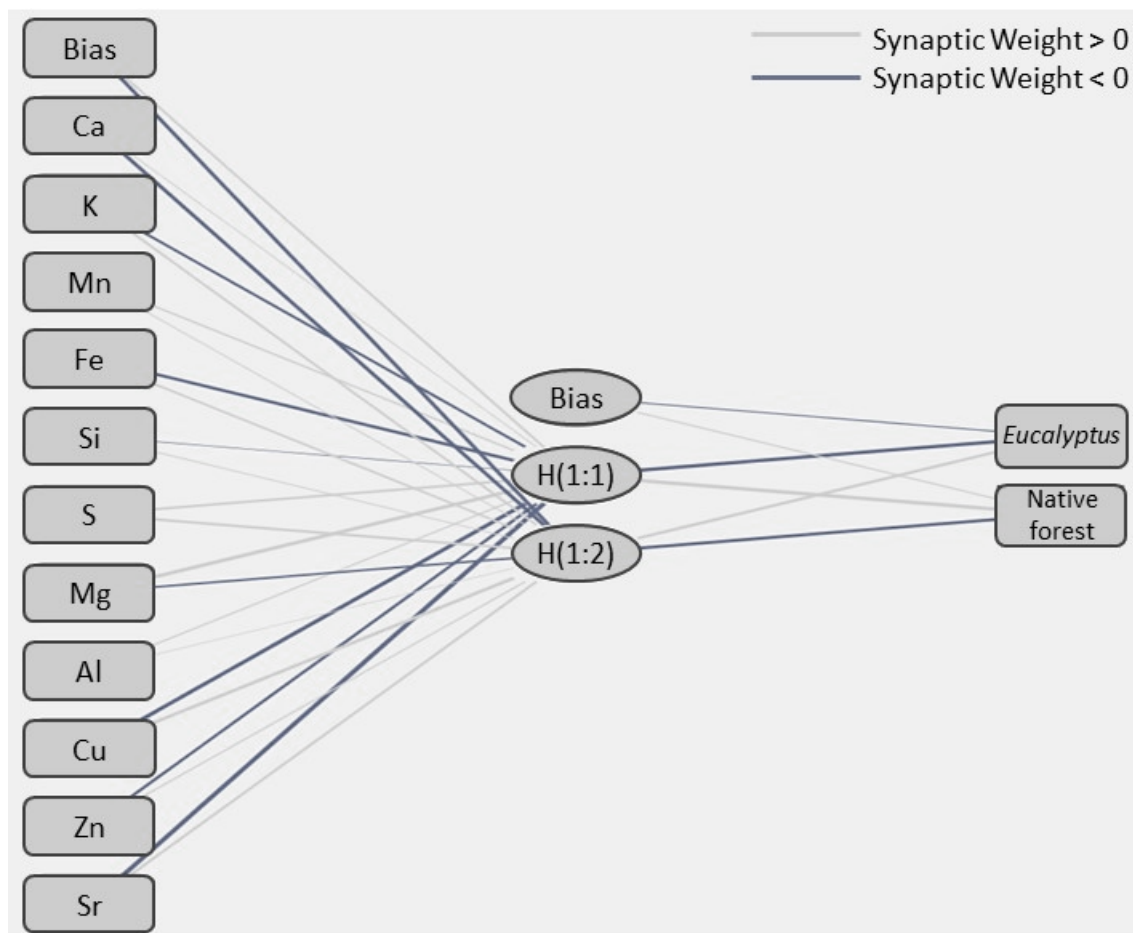 Synaptic Weight > 0
Synaptic Weight < 0
Bias
Ca
K
Mn
Fe
Si
S
Mg
Al
Cu
Zn
Sr
Bias
H(1:1)
H(1:2)
Eucalyptus
Native
forest